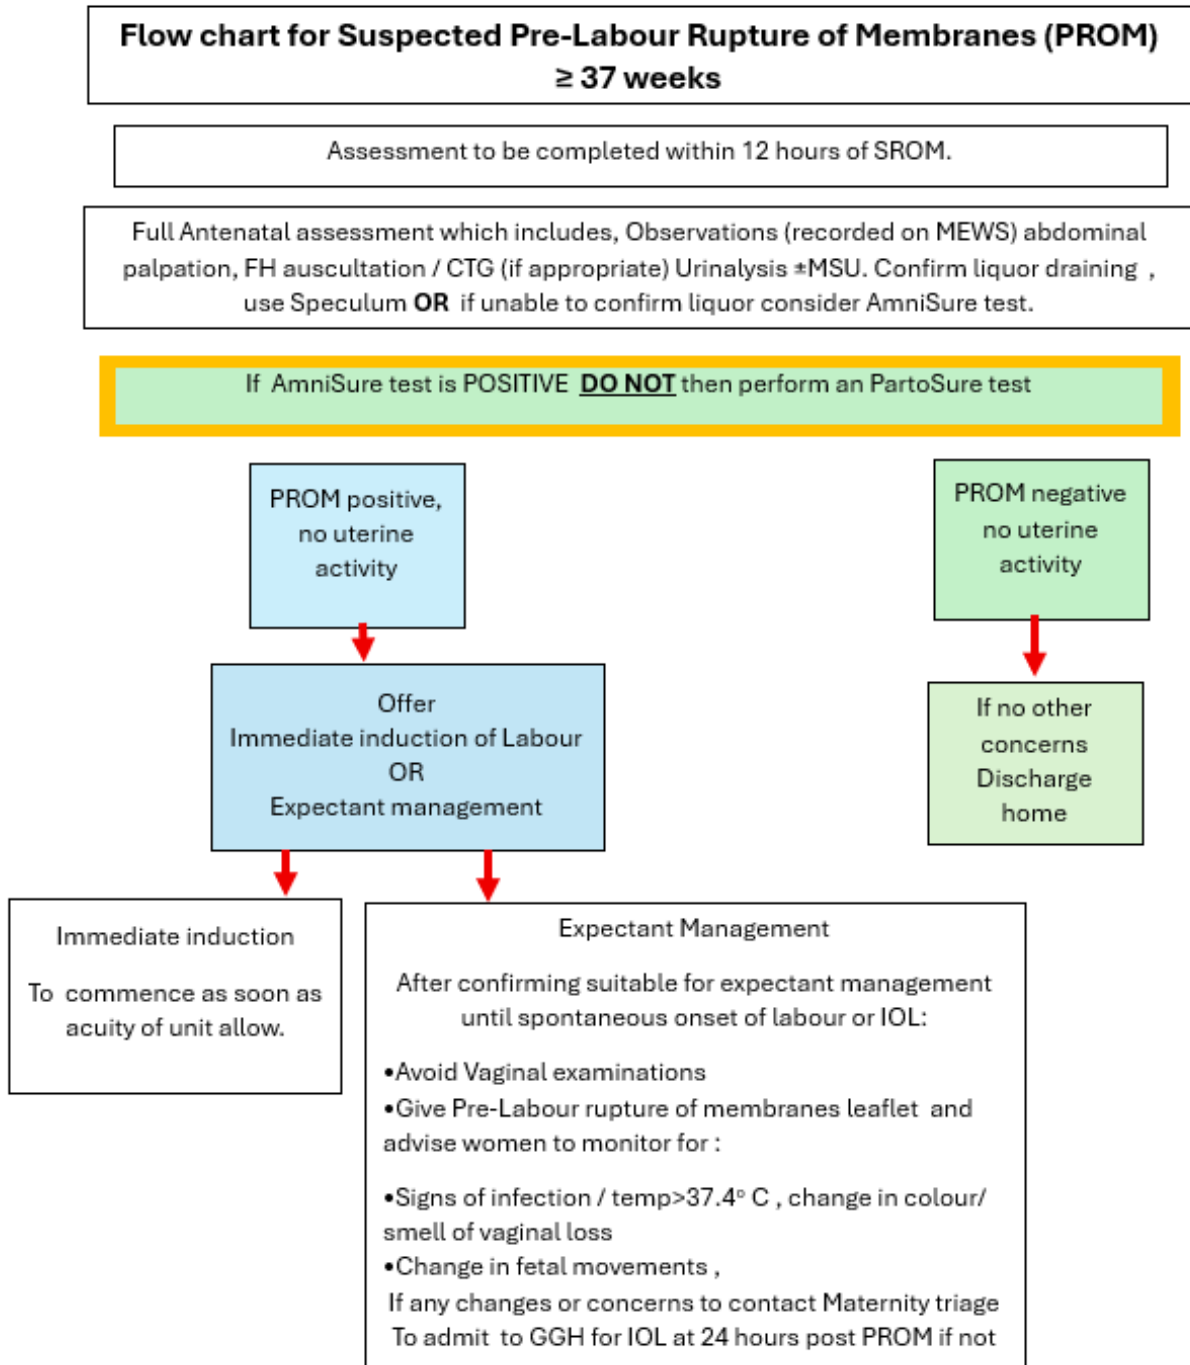 Flow chart for Suspected Pre-Labour Rupture of Membranes (PROM)
≥ 37 weeks
Assessment to be completed within 12 hours of SROM.
Full Antenatal assessment which includes, Observations (recorded on MEWS) abdominal
palpation, FH auscultation / CTG (if appropriate) Urinalysis ±MSU. Confirm liquor draining ,
use Speculum OR if unable to confirm liquor consider AmniSure test.
If AmniSure test is POSITIVE DO NOT then perform an PartoSure test
PROM positive,
no uterine
activity
PROM negative
no uterine
activity
Offer
Immediate induction of Labour
OR
Expectant management
If no other
concerns
Discharge
home
Immediate induction
To commence as soon as
acuity of unit allow.
Expectant Management
After confirming suitable for expectant management
until spontaneous onset of labour or IOL:
•Avoid Vaginal examinations
•Give Pre-Labour rupture of membranes leaflet and
advise women to monitor for :
•Signs of infection / temp>37.4° C , change in colour/
smell of vaginal loss
•Change in fetal movements ,
If any changes or concerns to contact Maternity triage
To admit to GGH for IOL at 24 hours post PROM if not